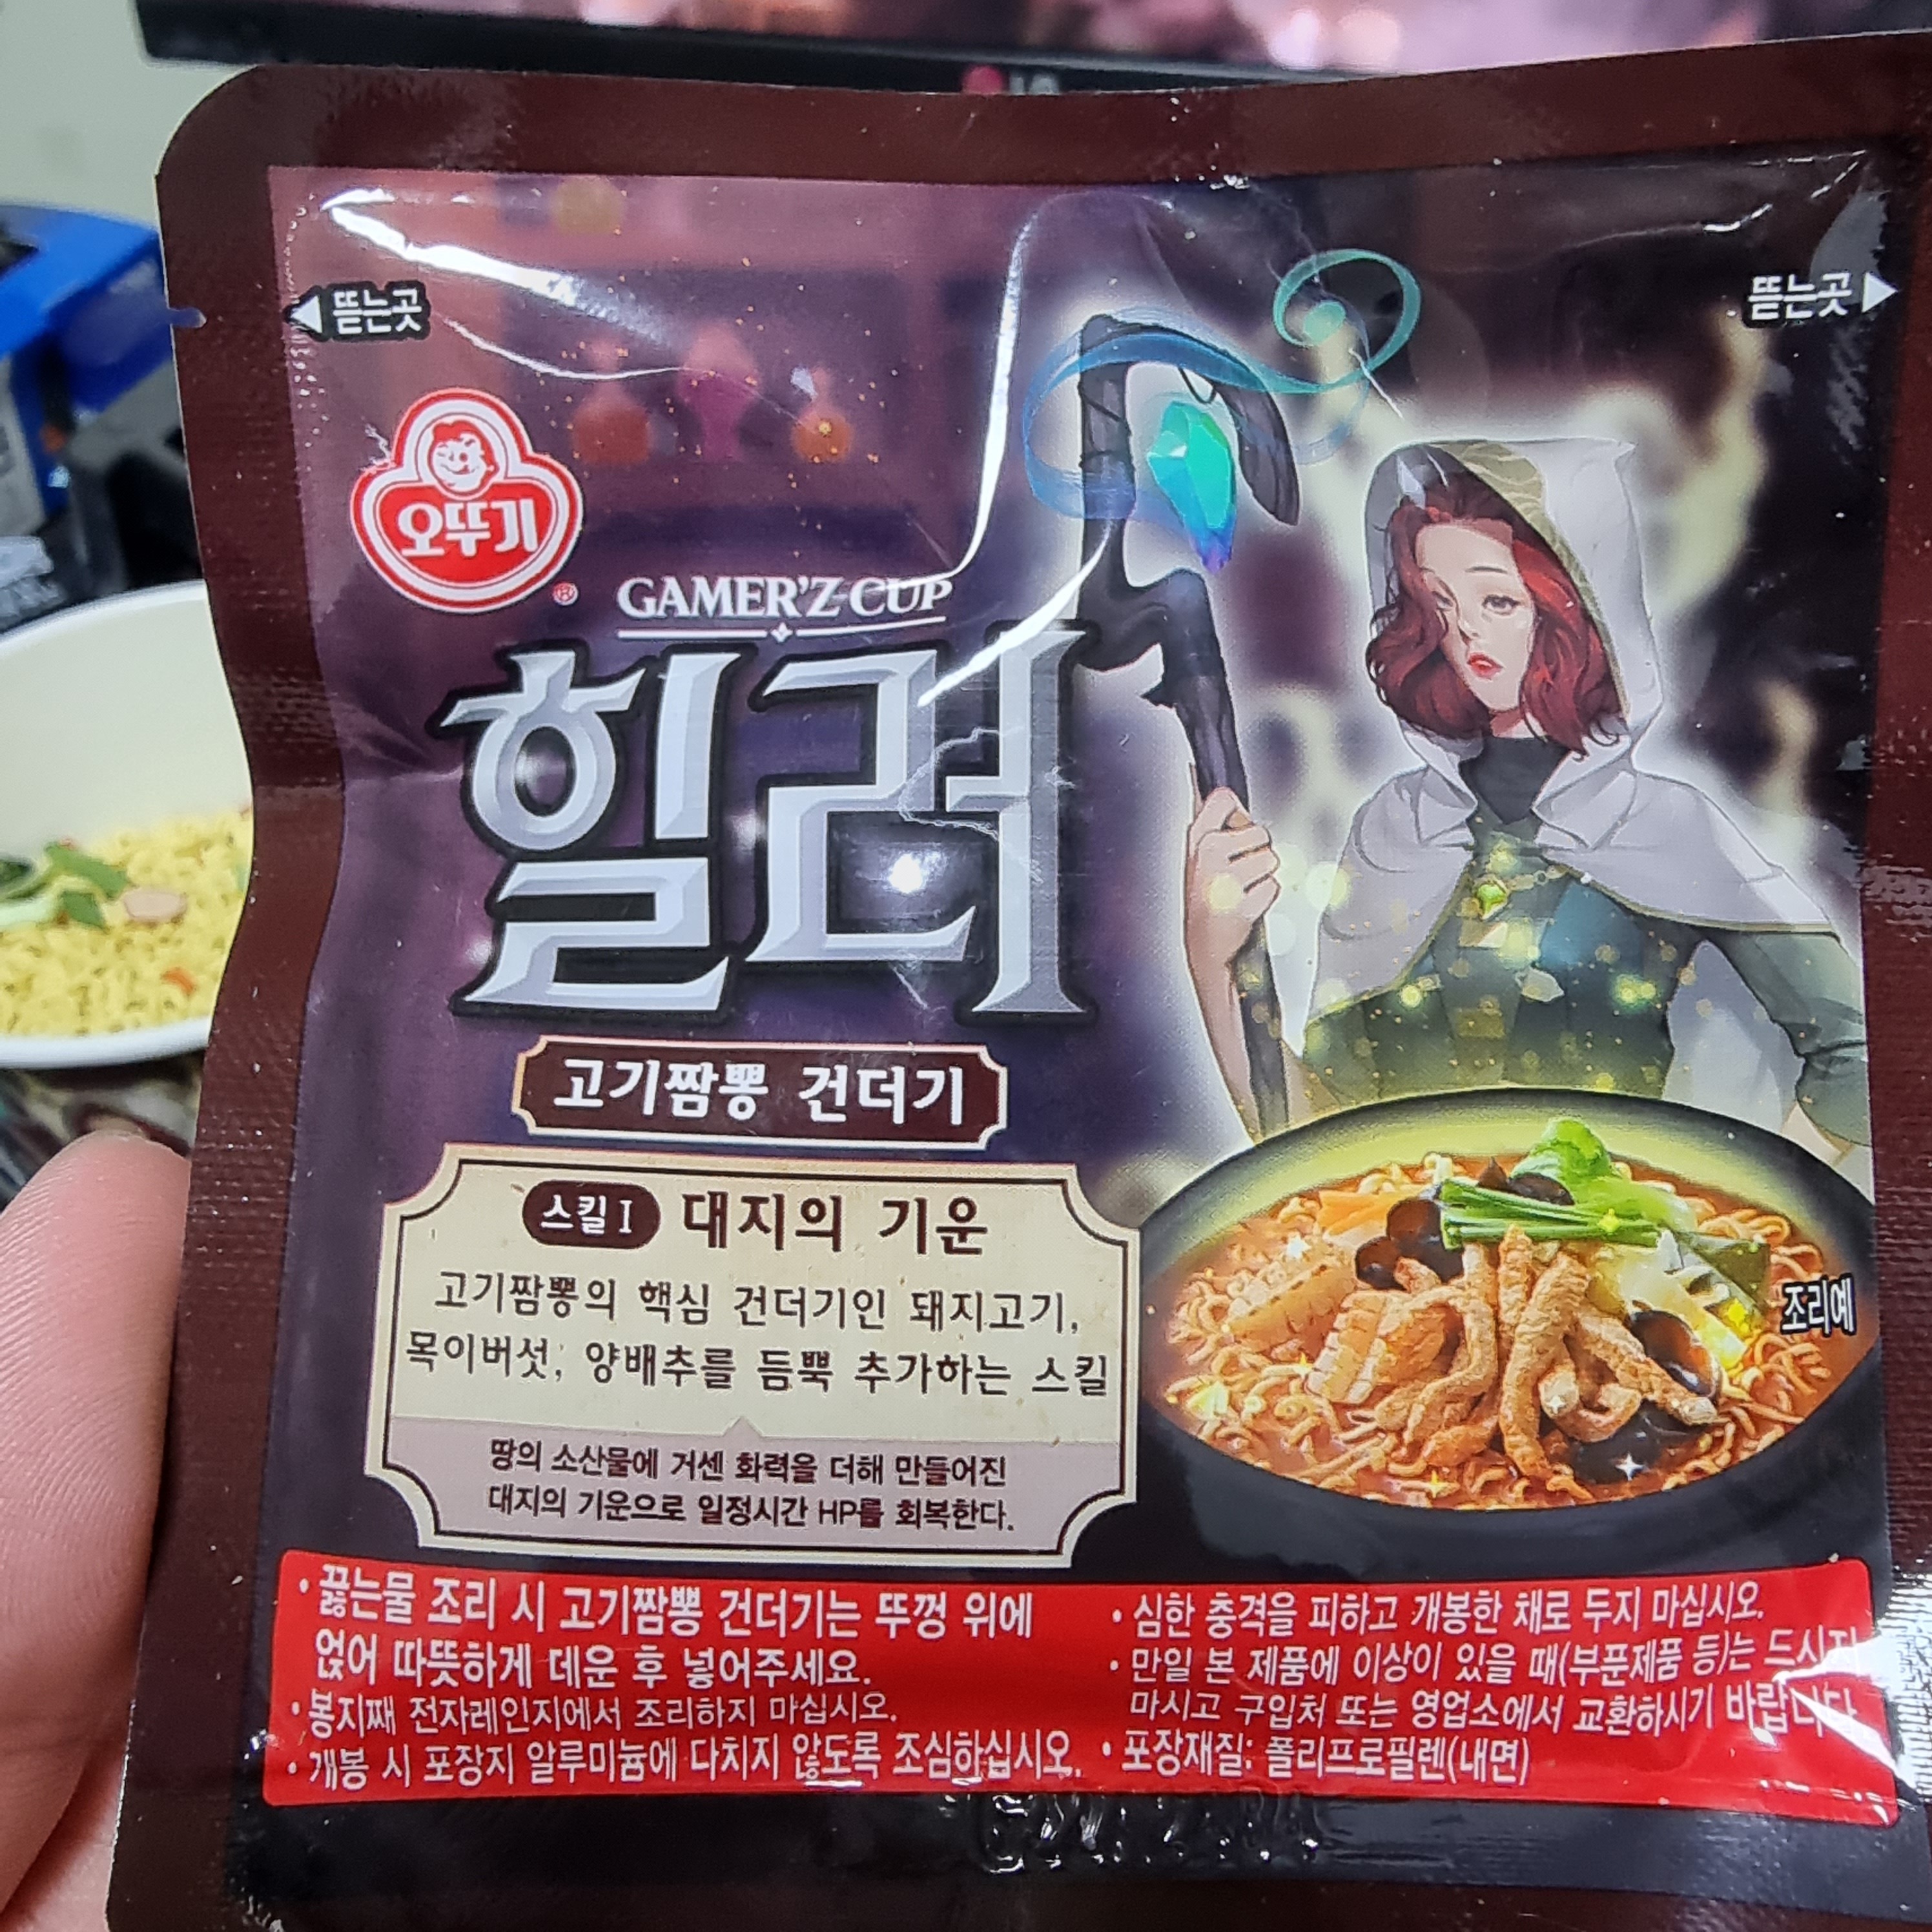 ◀ 뜯는곳
뜯는곳 ▶
오뚜기
®
GAMER'Z CUP
힐러
고기짬뽕 건더기
스킬 I 대지의 기운
고기짬뽕의 핵심 건더기인 돼지고기,
목이버섯, 양배추를 듬뿍 추가하는 스킬
땅의 소산물에 거센 화력을 더해 만들어진
대지의 기운으로 일정시간 HP를 회복한다.
조리예
• 끓는물 조리 시 고기짬뽕 건더기는 뚜껑 위에
얹어 따뜻하게 데운 후 넣어주세요.
• 봉지째 전자레인지에서 조리하지 마십시오.
• 개봉 시 포장지 알루미늄에 다치지 않도록 조심하십시오.
• 심한 충격을 피하고 개봉한 채로 두지 마십시오.
• 만일 본 제품에 이상이 있을 때(부푼제품 등)는 드시지
마시고 구입처 또는 영업소에서 교환하시기 바랍니다
• 포장재질: 폴리프로필렌(내면)